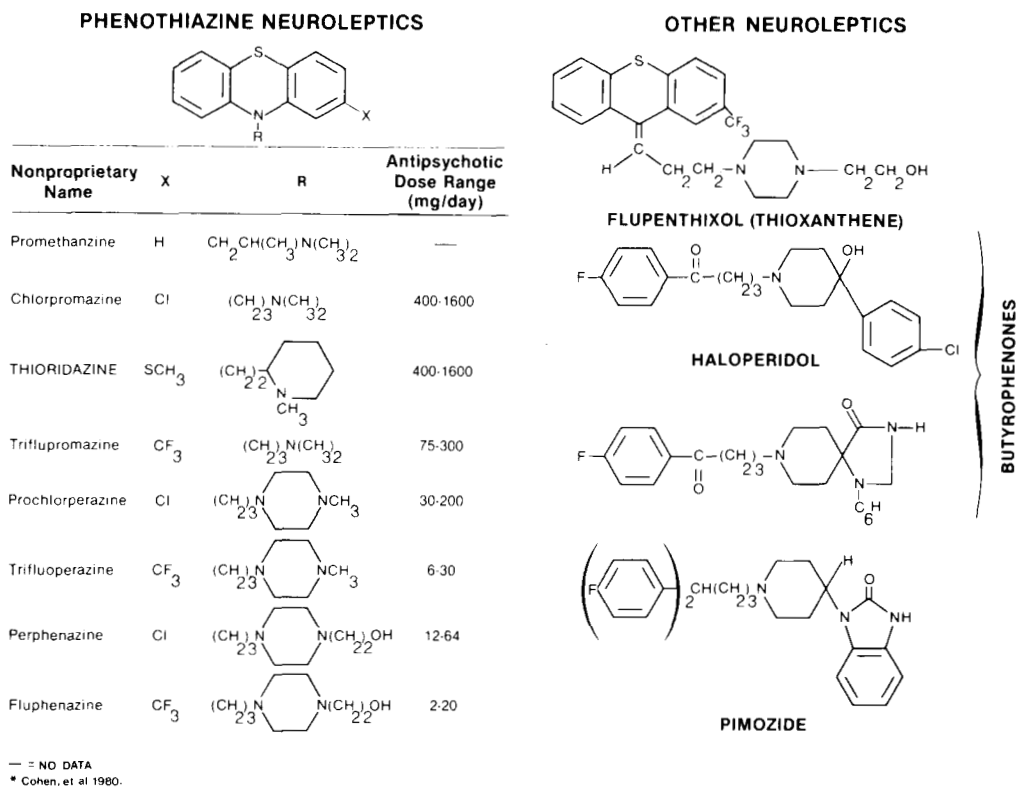 PHENOTHIAZINE NEUROLEPTICS
S
N
R
X
Nonproprietary Name X R Antipsychotic Dose Range (mg/day)
Promethanzine H CH2CH(CH3)N(CH3)2 —
Chlorpromazine Cl (CH2)3N(CH3)2 400-1600
THIORIDAZINE SCH3 (CH2)2 N CH3 400-1600
Triflupromazine CF3 (CH2)3N(CH3)2 75-300
Prochlorperazine Cl (CH2)3N NCH3 30-200
Trifluoperazine CF3 (CH2)3N NCH3 6-30
Perphenazine Cl (CH2)3N N(CH2)2OH 12-64
Fluphenazine CF3 (CH2)3N N(CH2)2OH 2-20
— = NO DATA
* Cohen, et al 1980.
OTHER NEUROLEPTICS
S
CF3
H C CH2CH2 N N CH2CH2OH
FLUPENTHIXOL (THIOXANTHENE)
O OH
F C-(CH2)3-N
Cl
HALOPERIDOL
O
F C-(CH2)3-N N-H
O N
C6
BUTYROPHENONES
H
O
(F )2 CH(CH2)3N N NH
PIMOZIDE